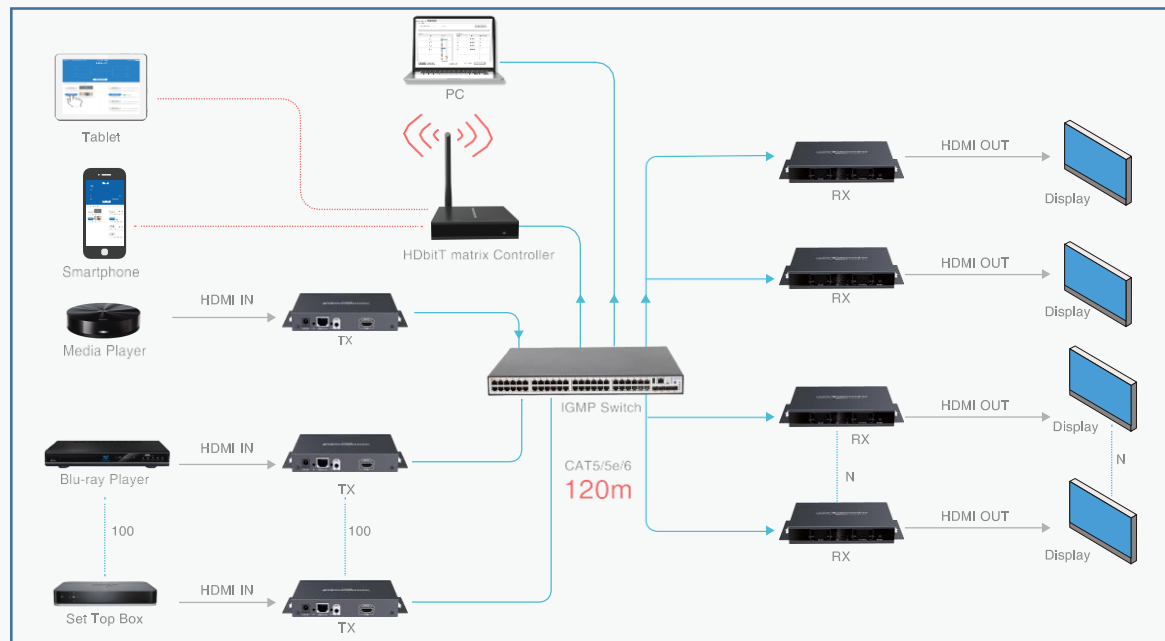 PC
Tablet
HDbitT matrix Controller
Smartphone
HDMI IN
Media Player
TX
IGMP Switch
HDMI OUT
RX
Display
HDMI OUT
RX
Display
HDMI IN
Blu-ray Player
TX
CAT5/5e/6
120m
HDMI OUT
RX
Display
N
N
100
100
HDMI OUT
RX
Display
HDMI IN
Set Top Box
TX